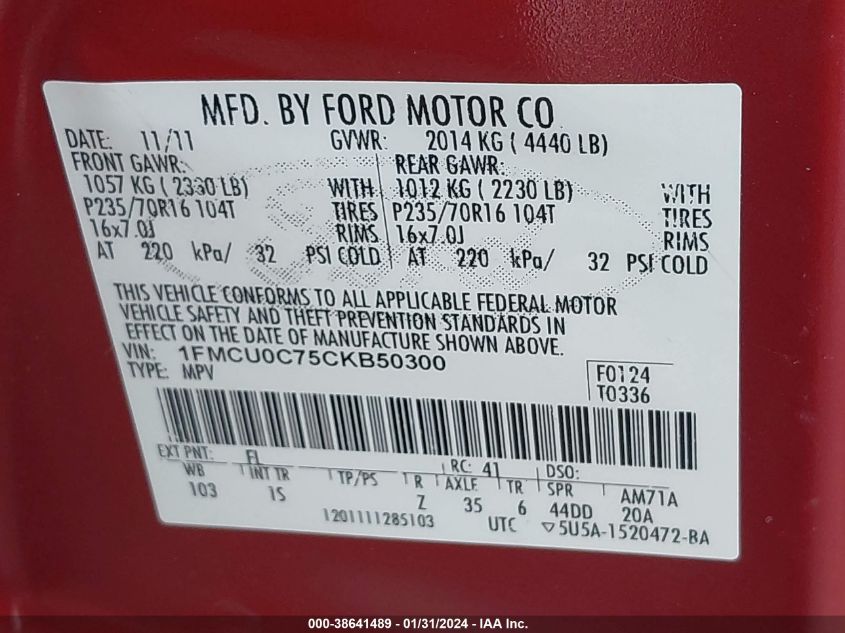 MFD. BY FORD MOTOR CO
DATE: 11/11 GVWR: 2014 KG ( 4440 LB)
FRONT GAWR: REAR GAWR:
1057 KG ( 2330 LB) WITH 1012 KG ( 2230 LB) WITH
P235/70R16 104T TIRES P235/70R16 104T TIRES
16x7.0J RIMS 16x7.0J RIMS
AT 220 kPa/ 32 PSI COLD AT 220 kPa/ 32 PSI COLD
THIS VEHICLE CONFORMS TO ALL APPLICABLE FEDERAL MOTOR
VEHICLE SAFETY AND THEFT PREVENTION STANDARDS IN
EFFECT ON THE DATE OF MANUFACTURE SHOWN ABOVE.
VIN: 1FMCU0C75CKB50300
TYPE: MPV
F0124
T0336
EXT PNT: FL RC: 41 DSO:
WB INT TR TP/PS R AXLE TR SPR AM71A
103 IS Z 35 6 44DD 20A
1201111285103 UTC ▽5U5A-1520472-BA
000-38641489 - 01/31/2024 - IAA Inc.